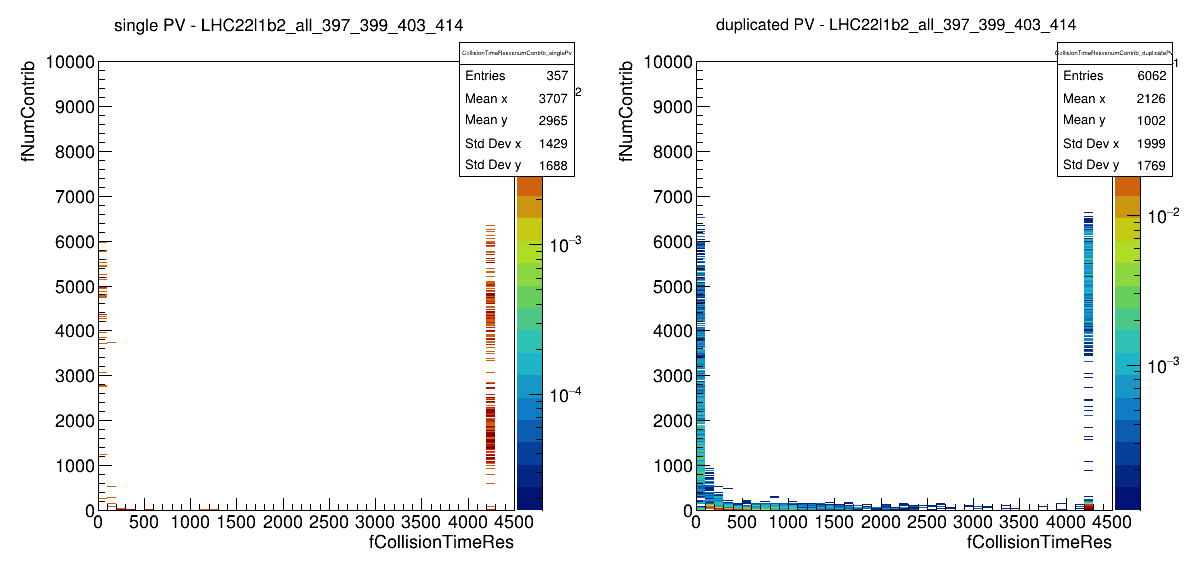 single PV - LHC22l1b2_all_397_399_403_414
CollisionTimeResvsnumContrib_singlePv
Entries 357
Mean x 3707
Mean y 2965
Std Dev x 1429
Std Dev y 1688
fNumContrib
10000
9000
8000
7000
6000
5000
4000
3000
2000
1000
0
0 500 1000 1500 2000 2500 3000 3500 4000 4500
fCollisionTimeRes
2
10−3
10−4
duplicated PV - LHC22l1b2_all_397_399_403_414
CollisionTimeResvsnumContrib_duplicatePv
Entries 6062
Mean x 2126
Mean y 1002
Std Dev x 1999
Std Dev y 1769
fNumContrib
10000
9000
8000
7000
6000
5000
4000
3000
2000
1000
0
0 500 1000 1500 2000 2500 3000 3500 4000 4500
fCollisionTimeRes
1
10−2
10−3